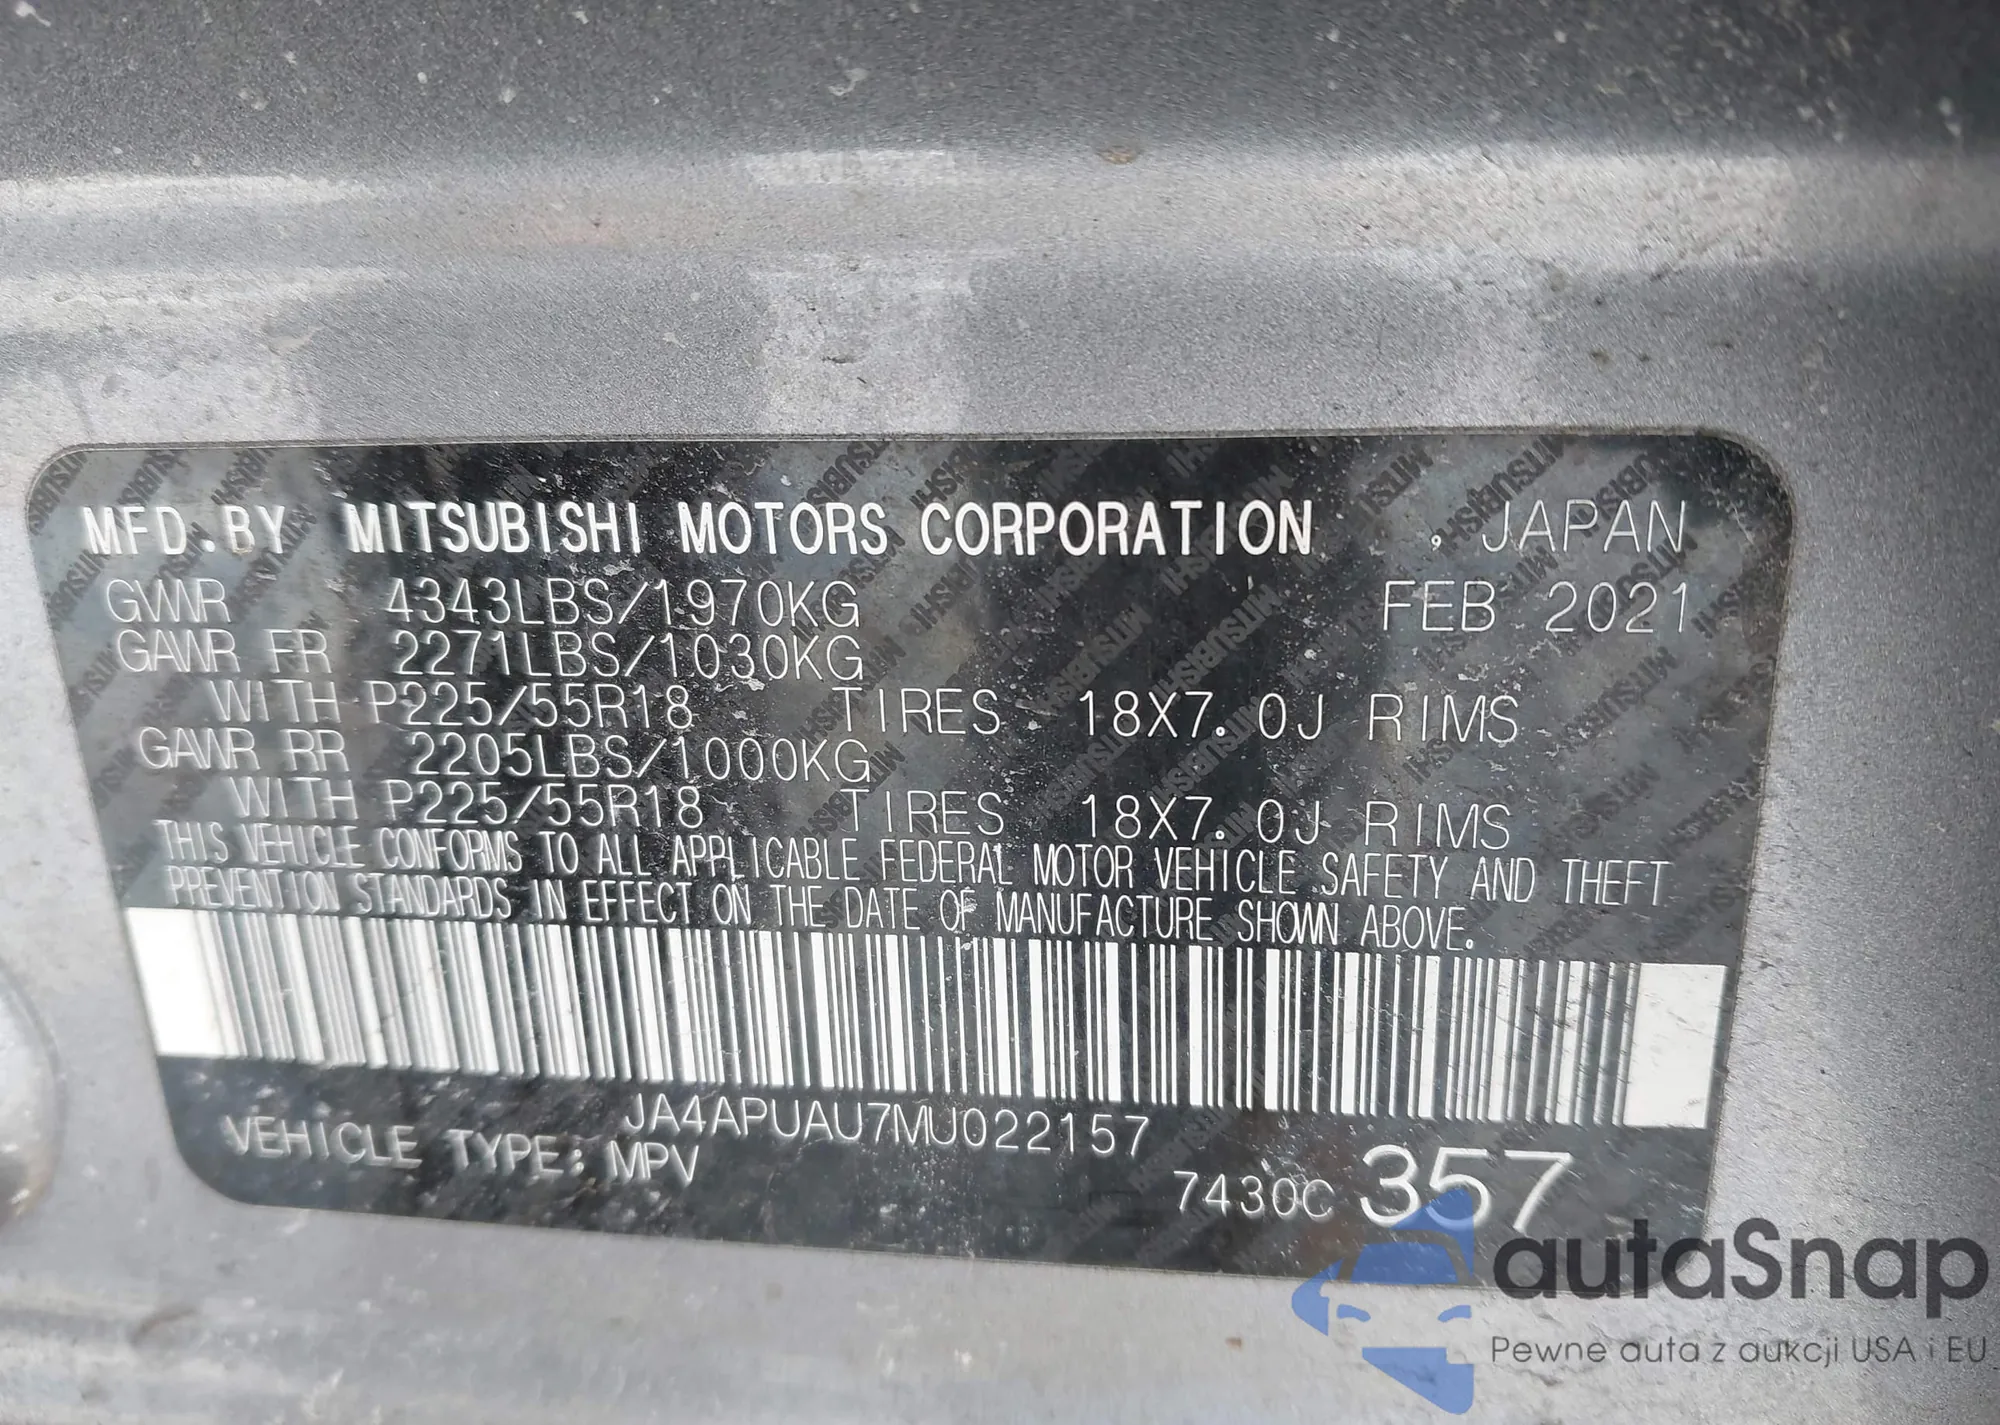 MFD.BY MITSUBISHI MOTORS CORPORATION , JAPAN
GVWR 4343LBS/1970KG FEB 2021
GAWR FR 2271LBS/1030KG
WITH P225/55R18 TIRES 18X7.0J RIMS
GAWR RR 2205LBS/1000KG
WITH P225/55R18 TIRES 18X7.0J RIMS
THIS VEHICLE CONFORMS TO ALL APPLICABLE FEDERAL MOTOR VEHICLE SAFETY AND THEFT
PREVENTION STANDARDS IN EFFECT ON THE DATE OF MANUFACTURE SHOWN ABOVE.
JA4APUAU7MU022157
VEHICLE TYPE: MPV
7430C 357
autaSnap
Pewne auta z aukcji USA i EU